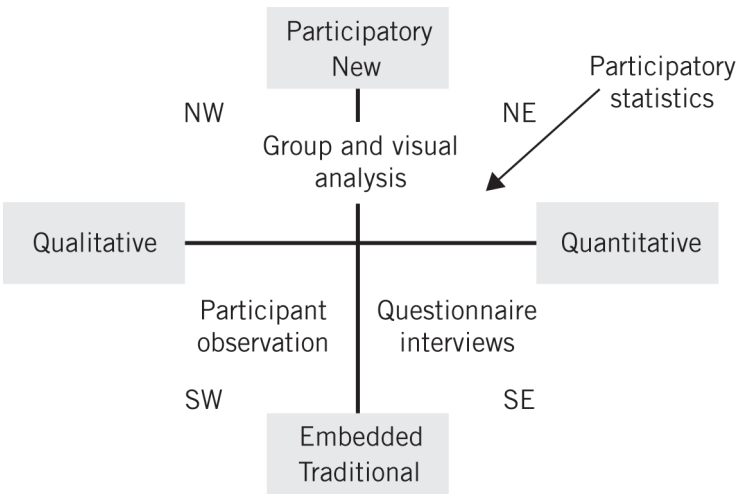 Participatory
New
Participatory
statistics
NW
NE
Group and visual
analysis
Qualitative
Quantitative
Participant
observation
Questionnaire
interviews
SW
SE
Embedded
Traditional